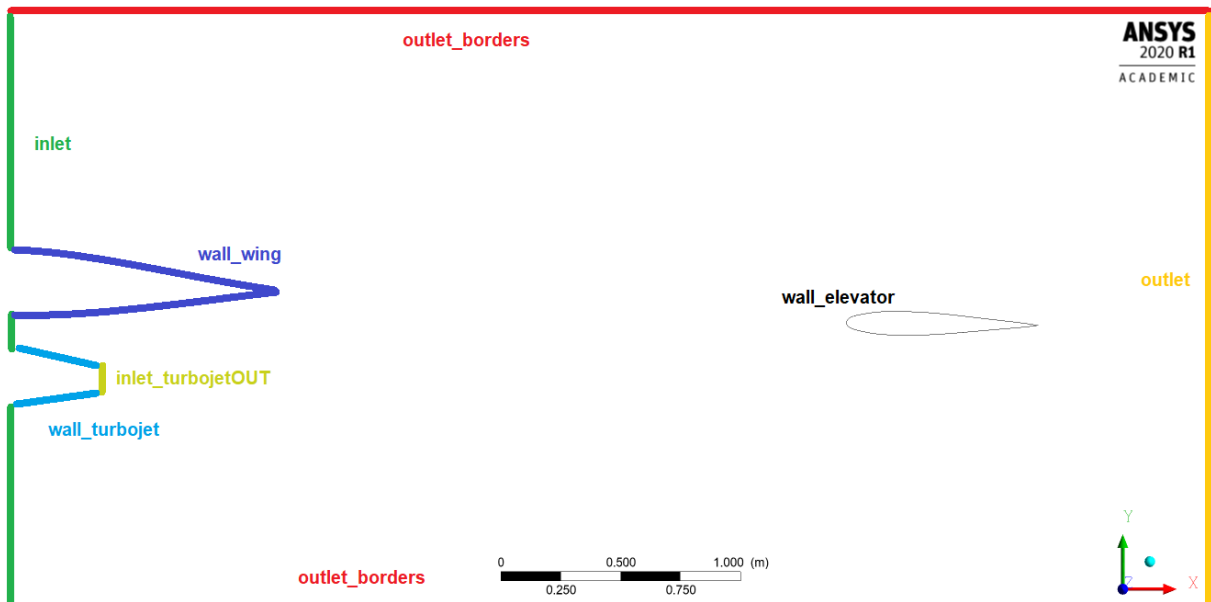 outlet_borders
ANSYS
2020 R1
ACADEMIC
inlet
wall_wing
outlet
wall_elevator
inlet_turbojetOUT
wall_turbojet
Y
0 0.500 1.000 (m)
outlet_borders
0.250 0.750
Z X